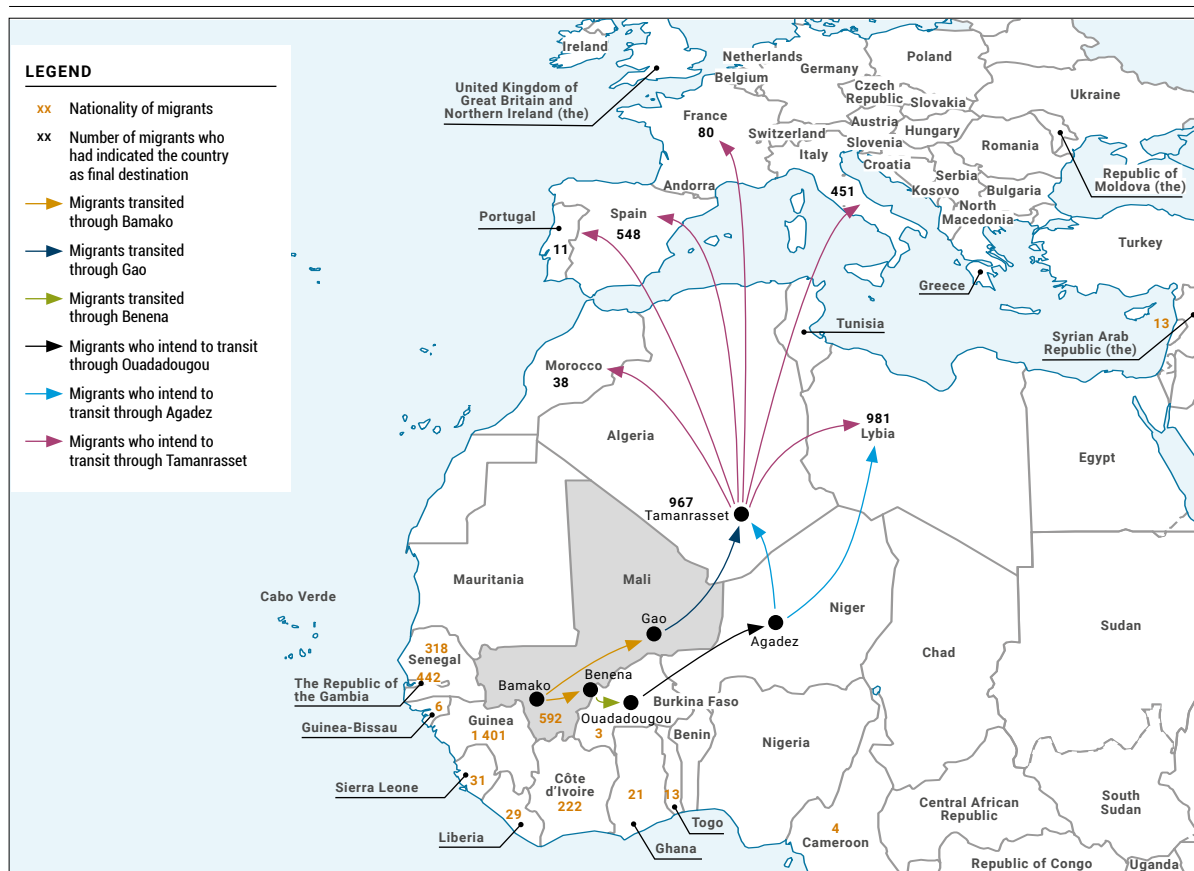 LEGEND
xx Nationality of migrants
xx Number of migrants who
had indicated the country
as final destination
Migrants transited
through Bamako
Migrants transited
through Gao
Migrants transited
through Benena
Migrants who intend to transit
through Ouadadougou
Migrants who intend to
transit through Agadez
Migrants who intend to
transit through Tamanrasset
Ireland
United Kingdom of
Great Britain and
Northern Ireland (the)
Netherlands
Belgium
Germany
Poland
Czech
Republic
Slovakia
Ukraine
France
80
Switzerland
Austria
Slovenia
Hungary
Romania
Italy
Croatia
Republic of
Moldova (the)
Andorra
451
Serbia
Kosovo
Bulgaria
North
Macedonia
Portugal
11
Spain
548
Turkey
Greece
Tunisia
13
Syrian Arab
Republic (the)
Morocco
38
Algeria
981
Lybia
Egypt
967
Tamanrasset
Mauritania
Mali
Niger
Cabo Verde
Gao
Agadez
Chad
Sudan
318
Senegal
442
The Republic of
the Gambia
Bamako
Benena
592
Ouadadougou
Burkina Faso
3
6
Guinea-Bissau
Guinea
1 401
Benin
Nigeria
31
Sierra Leone
Côte
d'Ivoire
222
21
13
29
Liberia
Togo
Ghana
4
Cameroon
Central African
Republic
South
Sudan
Republic of Congo
Uganda